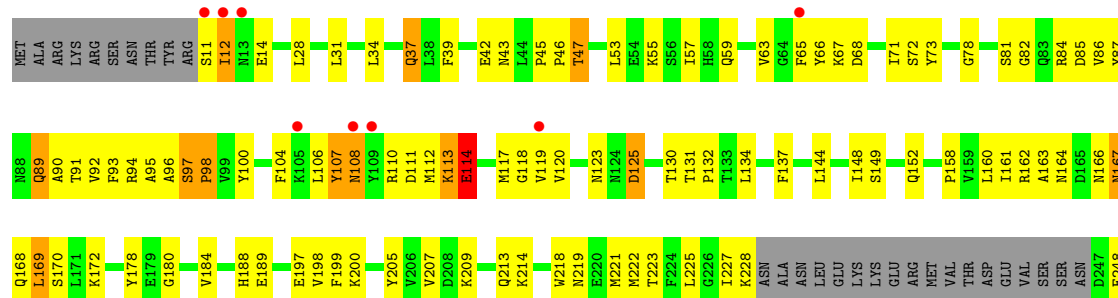 MET ALA ARG LYS ARG SER ASN THR TYR ARG S11 I12 N13 E14 L28 L31 L34 Q37 L38 F39 E42 N43 L44 P45 P46 T47 L53 E54 K55 S56 I57 H58 Q59 V63 G64 F65 Y66 K67 D68 I71 S72 Y73 G78 S81 G82 Q83 R84 D85 V86 Y87
N88 Q89 A90 T91 V92 F93 R94 A95 A96 S97 P98 V99 Y100 F104 K105 L106 Y107 N108 Y109 R110 D111 M112 K113 E114 M117 G118 V119 V120 N123 N124 D125 T130 T131 P132 T133 L134 F137 L144 I148 S149 Q152 P158 V159 L160 I161 R162 A163 N164 D165 N166
Q168 L169 S170 L171 K172 Y178 E179 G180 V184 H188 E189 E197 V198 F199 K200 Y205 V206 V207 D208 K209 Q213 K214 W218 N219 E220 M221 M222 T223 F224 L225 G226 I227 K228 ASN ALA ASN LEU GLU LYS LYS GLU ARG MET VAL THR ASP GLY VAL SER SER ASN D247